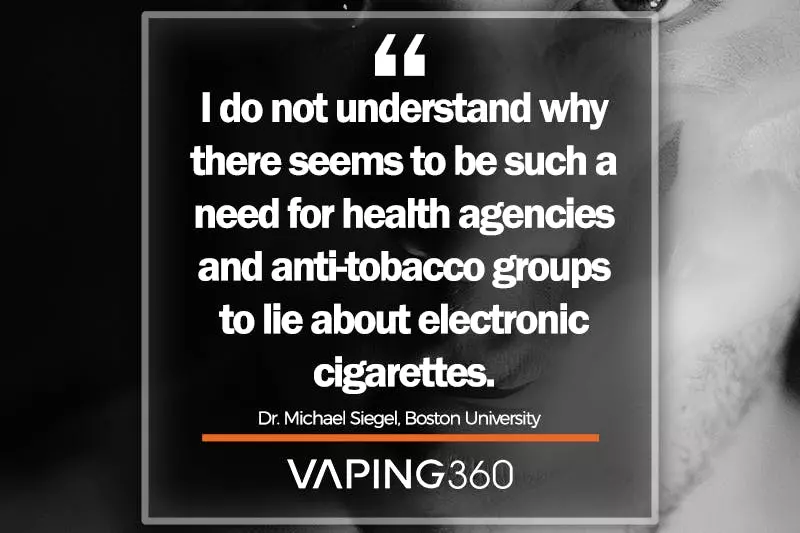 “
I do not understand why
there seems to be such a
need for health agencies
and anti-tobacco groups
to lie about electronic
cigarettes.
Dr. Michael Siegel, Boston University
VAPING360